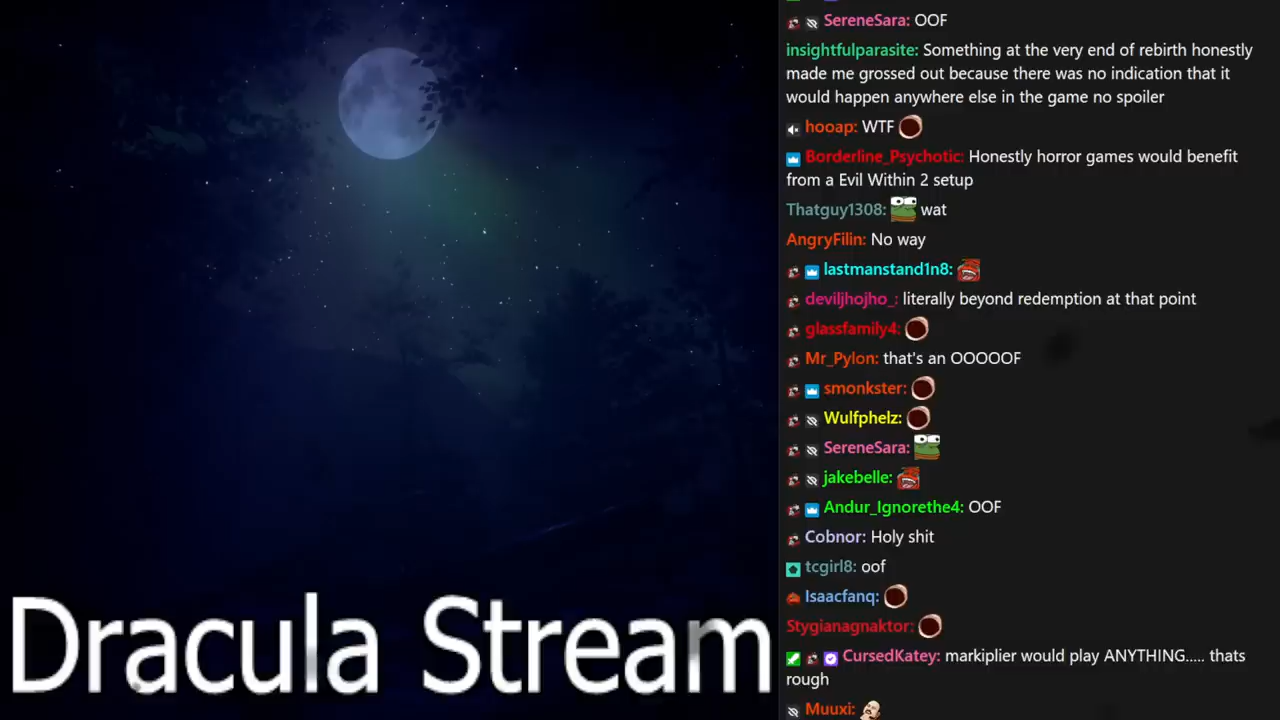 SereneSara: OOF
insightfulparasite: Something at the very end of rebirth honestly
made me grossed out because there was no indication that it
would happen anywhere else in the game no spoiler
hooap: WTF
Borderline_Psychotic: Honestly horror games would benefit
from a Evil Within 2 setup
Thatguy1308: wat
AngryFilin: No way
lastmanstand1n8:
deviljhojho_: literally beyond redemption at that point
glassfamily4:
Mr_Pylon: that's an OOOOOF
smonkster:
Wulfphelz:
SereneSara:
jakebelle:
Andur_Ignorethe4: OOF
Cobnor: Holy shit
tcgirl8: oof
Isaacfanq:
Stygianagnaktor:
CursedKatey: markiplier would play ANYTHING..... thats
rough
Muuxi:
Dracula Stream